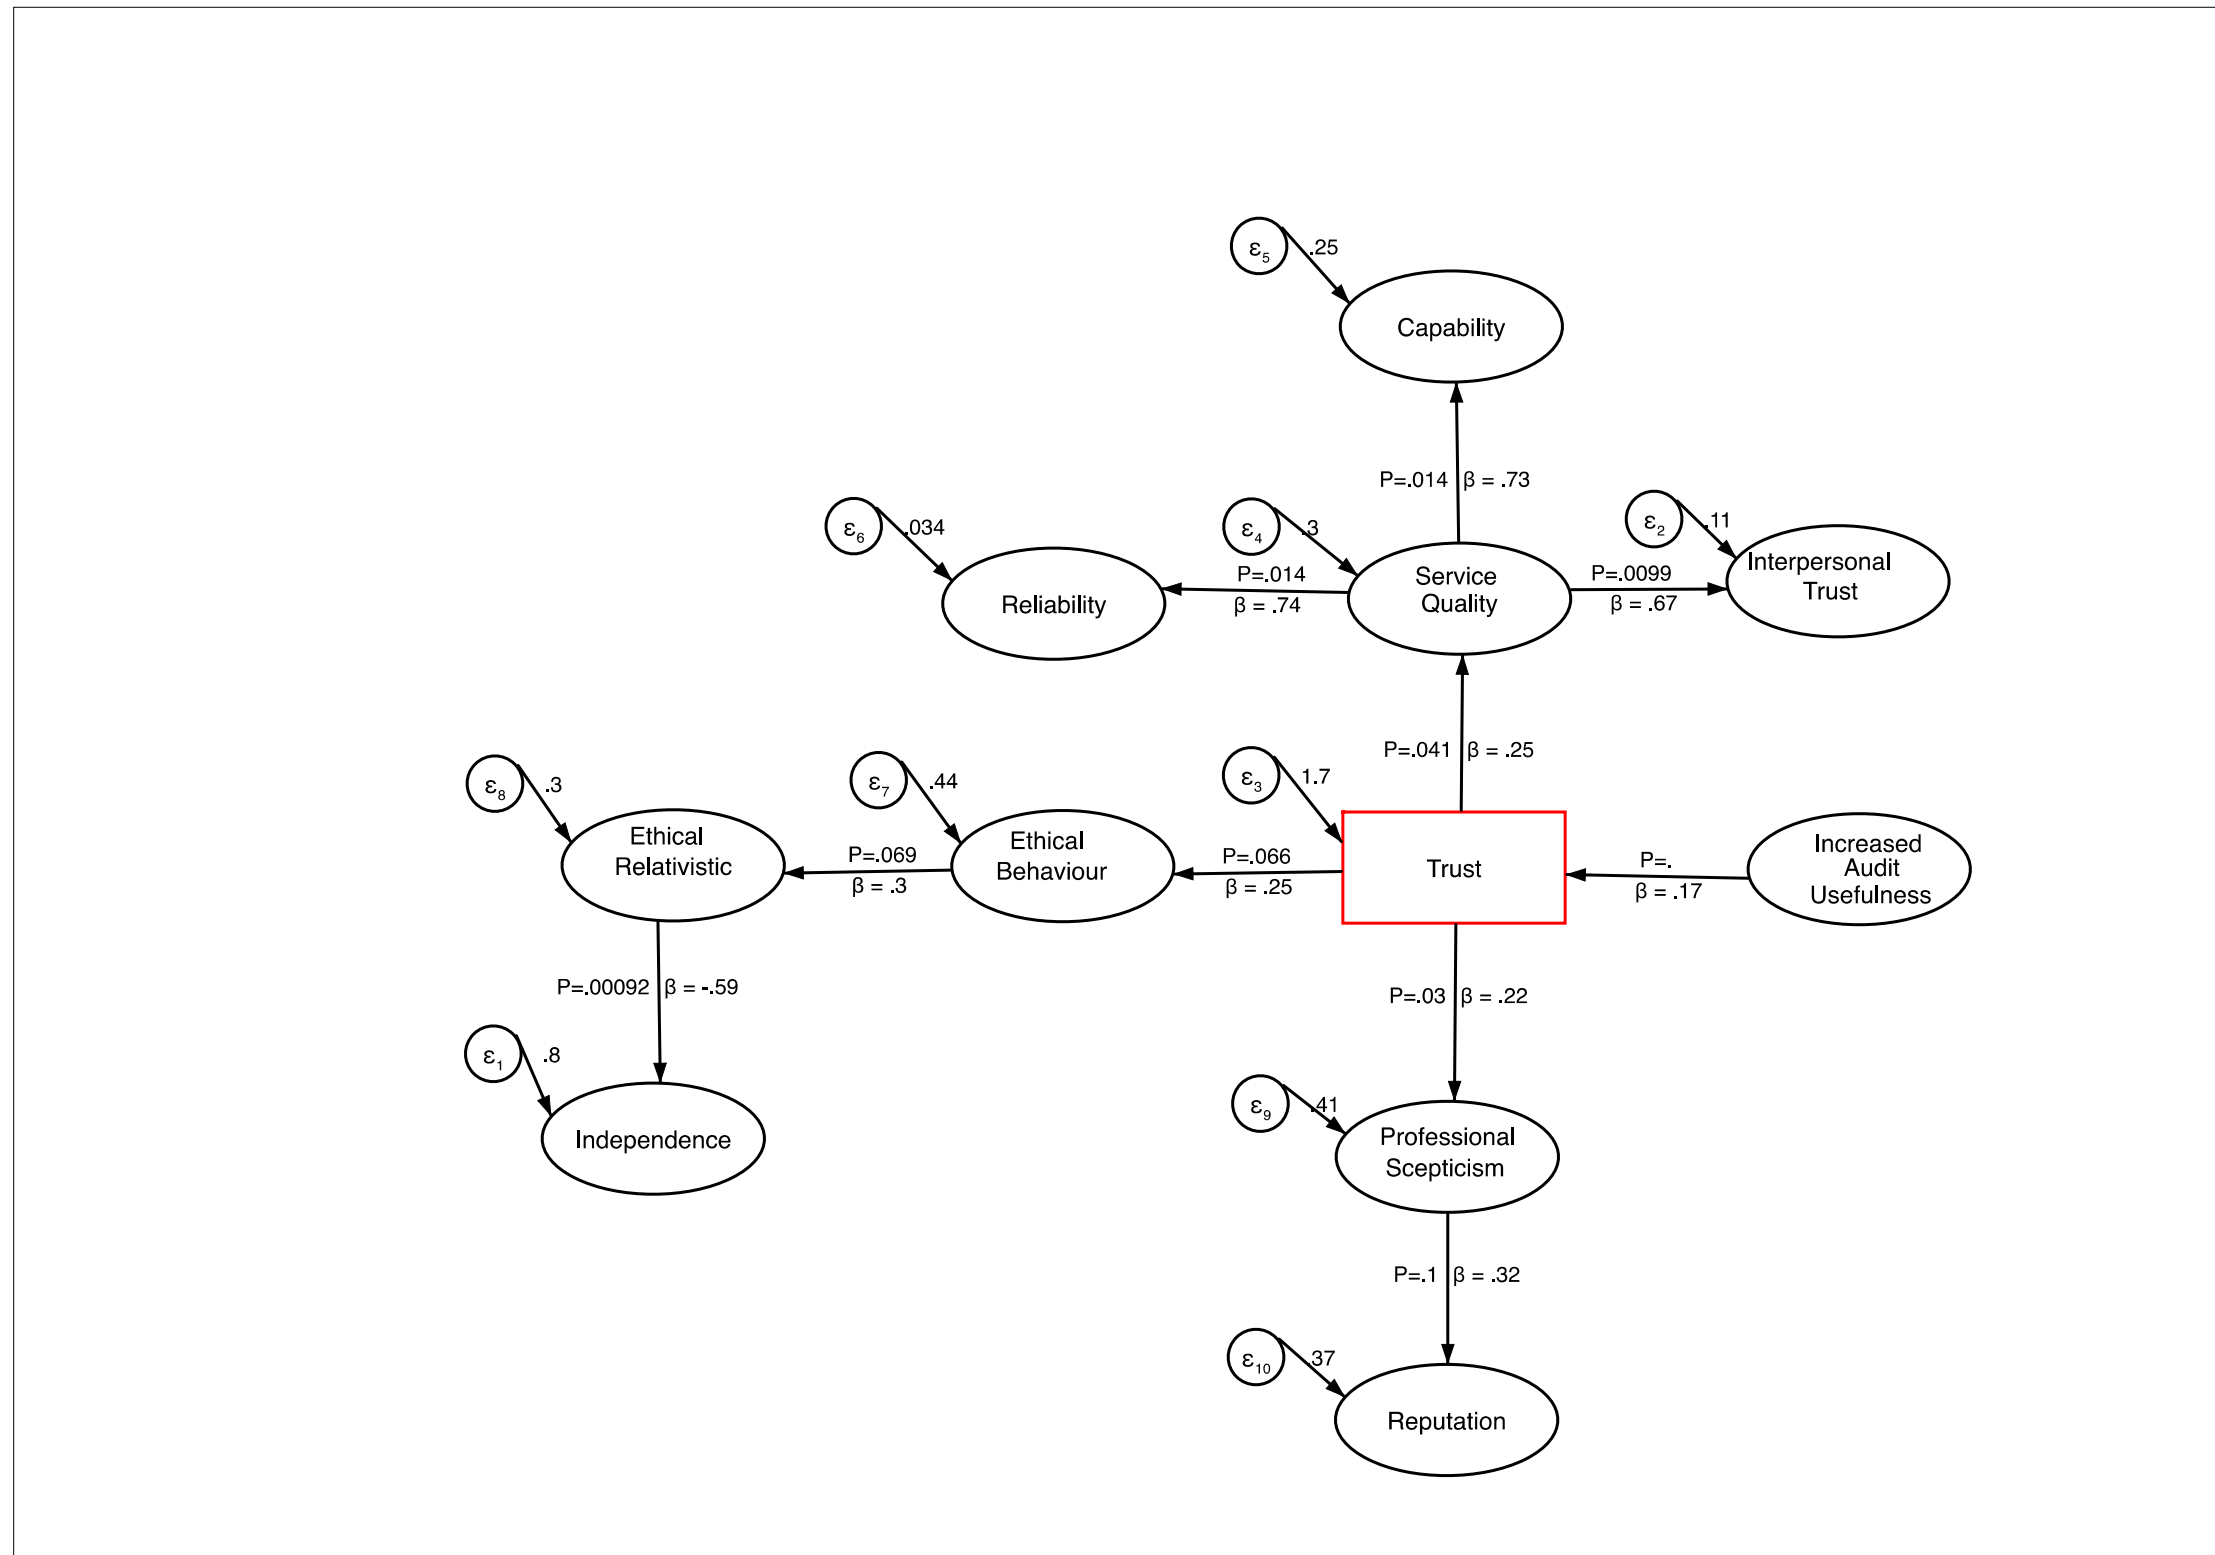 ε5
.25
Capability
P=.014 β = .73
ε6
.034
ε4
.3
ε2
.11
Reliability
P=.014
β = .74
Service
Quality
P=.0099
β = .67
Interpersonal
Trust
P=.041 β = .25
ε8
.3
ε7
.44
ε3
1.7
Ethical
Relativistic
P=.069
β = .3
Ethical
Behaviour
P=.066
β = .25
Trust
P=.
β = .17
Increased
Audit
Usefulness
P=.00092 β = -.59
P=.03 β = .22
ε1
.8
Independence
ε9
.41
Professional
Scepticism
P=.1 β = .32
ε10
.37
Reputation